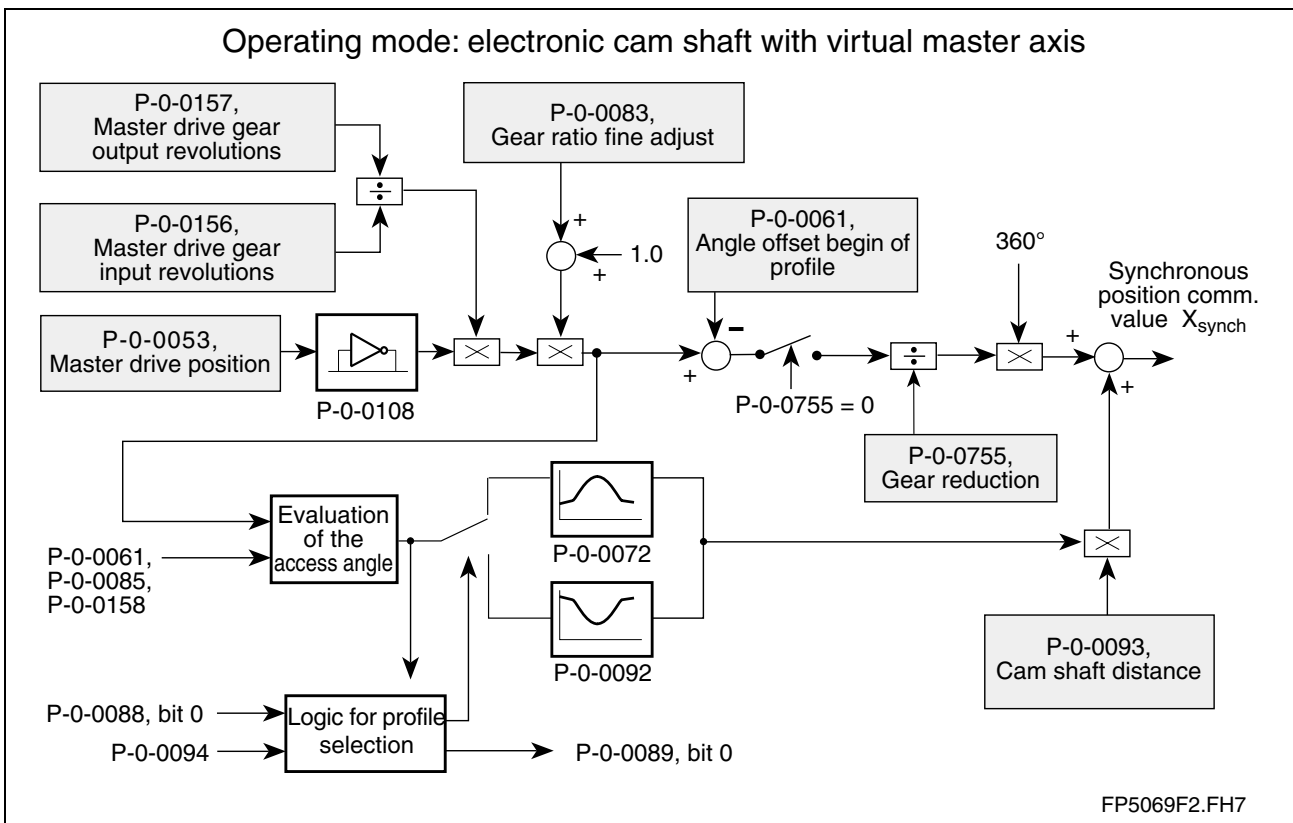 Operating mode: electronic cam shaft with virtual master axis
P-0-0157,
Master drive gear
output revolutions
P-0-0083,
Gear ratio fine adjust
÷
P-0-0156,
Master drive gear
input revolutions
+
1.0
+
P-0-0061,
Angle offset begin of
profile
360°
Synchronous
position comm.
value Xsynch
P-0-0053,
Master drive position
P-0-0108
×
×
−
+
P-0-0755 = 0
÷
×
+
+
P-0-0755,
Gear reduction
Evaluation
of the
access angle
P-0-0061,
P-0-0085,
P-0-0158
P-0-0072
P-0-0092
×
P-0-0093,
Cam shaft distance
P-0-0088, bit 0
P-0-0094
Logic for profile
selection
P-0-0089, bit 0
FP5069F2.FH7